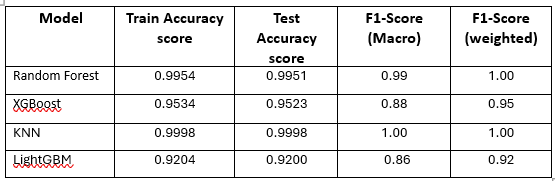 Model Train Accuracy score Test Accuracy score F1-Score (Macro) F1-Score (weighted)
Random Forest 0.9954 0.9951 0.99 1.00
XGBoost 0.9534 0.9523 0.88 0.95
KNN 0.9998 0.9998 1.00 1.00
LightGBM 0.9204 0.9200 0.86 0.92